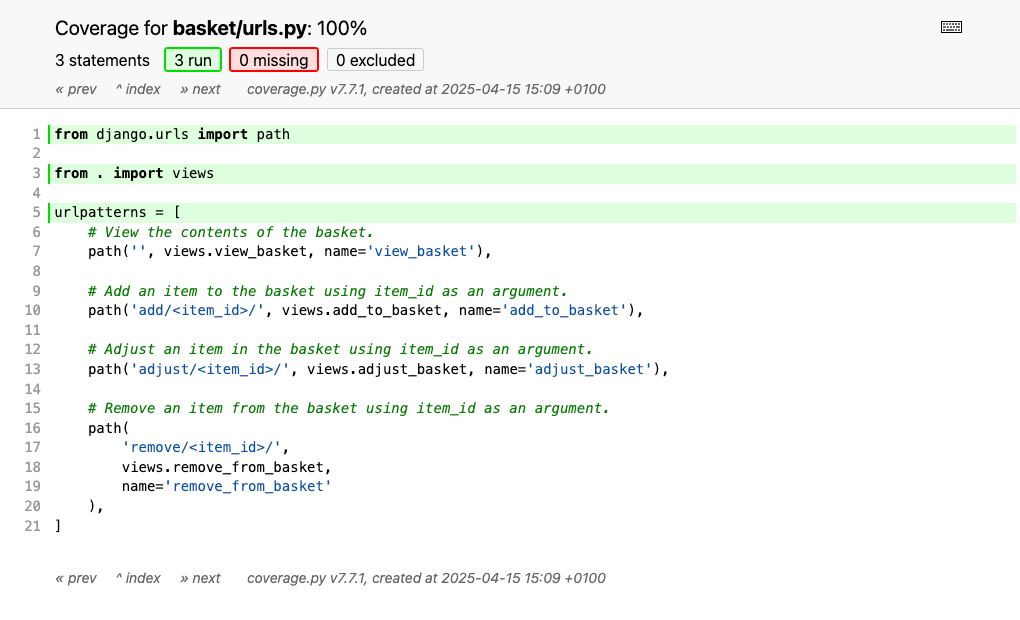 Coverage for basket/urls.py: 100%
3 statements 3 run 0 missing 0 excluded
« prev ^ index » next coverage.py v7.7.1, created at 2025-04-15 15:09 +0100
1 from django.urls import path
2
3 from . import views
4
5 urlpatterns = [
6     # View the contents of the basket.
7     path('', views.view_basket, name='view_basket'),
8
9     # Add an item to the basket using item_id as an argument.
10     path('add/<item_id>/', views.add_to_basket, name='add_to_basket'),
11
12     # Adjust an item in the basket using item_id as an argument.
13     path('adjust/<item_id>/', views.adjust_basket, name='adjust_basket'),
14
15     # Remove an item from the basket using item_id as an argument.
16     path(
17         'remove/<item_id>/',
18         views.remove_from_basket,
19         name='remove_from_basket'
20     ),
21 ]
« prev ^ index » next coverage.py v7.7.1, created at 2025-04-15 15:09 +0100